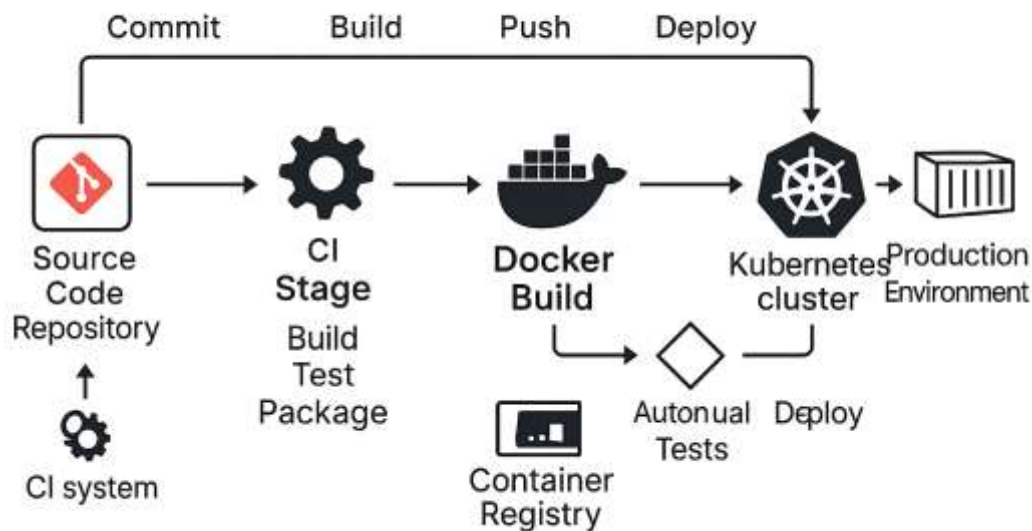 Commit Build Push Deploy
Source
Code
Repository
CI
Stage
Build
Test
Package
Docker
Build
Kubernetes
cluster
Production
Environment
CI system
Container
Registry
Autonual
Tests
Deploy